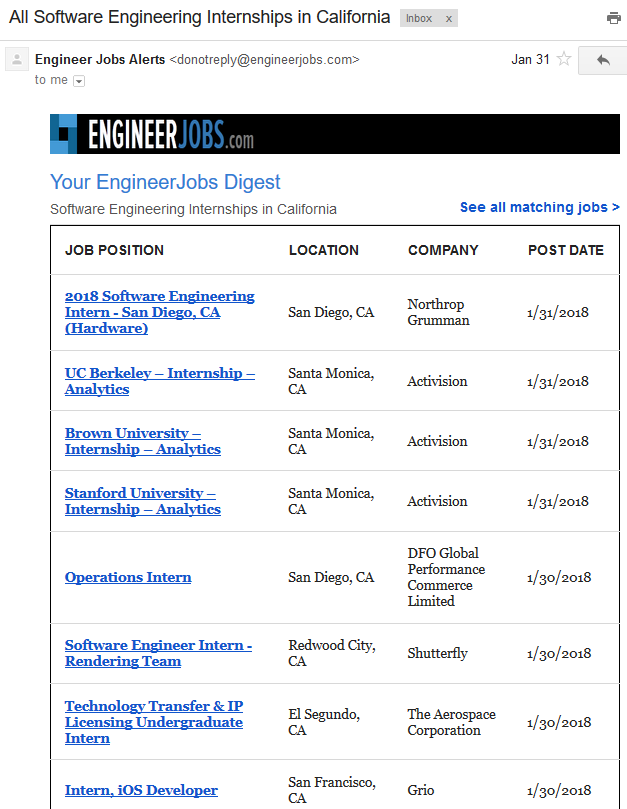 All Software Engineering Internships in California Inbox x
Engineer Jobs Alerts <donotreply@engineerjobs.com> Jan 31
to me
ENGINEERJOBS.com
Your EngineerJobs Digest
Software Engineering Internships in California See all matching jobs >
JOB POSITION LOCATION COMPANY POST DATE
2018 Software Engineering
Intern - San Diego, CA
(Hardware)
San Diego, CA
Northrop
Grumman
1/31/2018
UC Berkeley – Internship –
Analytics
Santa Monica,
CA
Activision
1/31/2018
Brown University –
Internship – Analytics
Santa Monica,
CA
Activision
1/31/2018
Stanford University –
Internship – Analytics
Santa Monica,
CA
Activision
1/31/2018
Operations Intern
San Diego, CA
DFO Global
Performance
Commerce
Limited
1/30/2018
Software Engineer Intern -
Rendering Team
Redwood City,
CA
Shutterfly
1/30/2018
Technology Transfer & IP
Licensing Undergraduate
Intern
El Segundo,
CA
The Aerospace
Corporation
1/30/2018
Intern, iOS Developer
San Francisco,
CA
Grio
1/30/2018